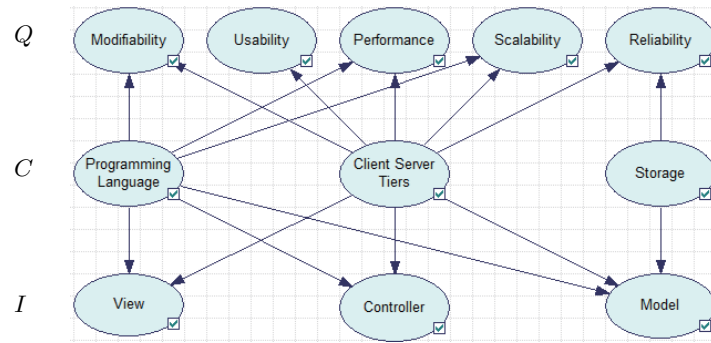 Q
Modifiability
Usability
Performance
Scalability
Reliability
C
Programming
Language
Client Server
Tiers
Storage
I
View
Controller
Model